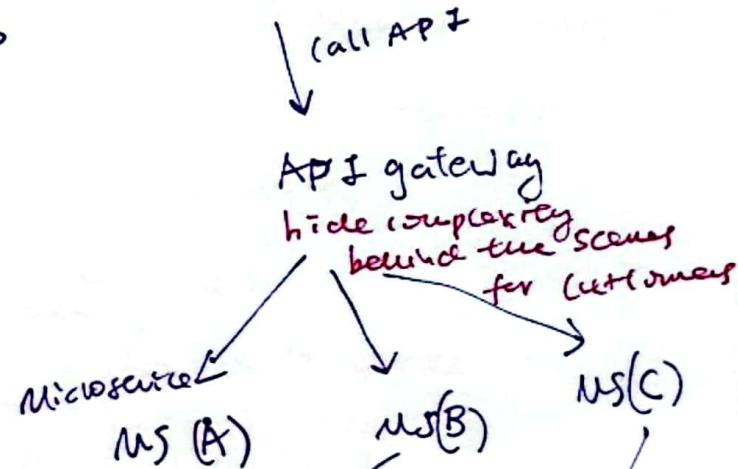 Call API
API gateway
hide complexity
behind the scenes
for customers
Microservice
MS (A)
MS(B)
MS(C)